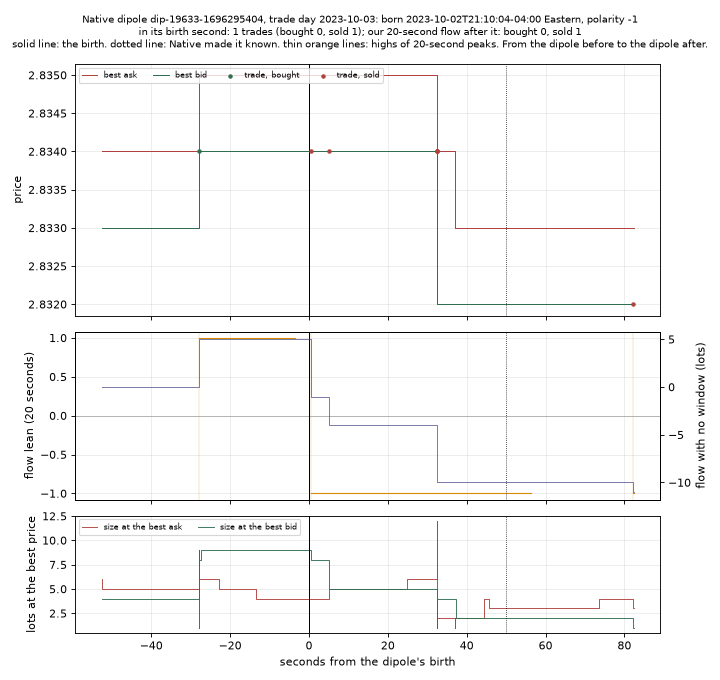 Native dipole dip-19633-1696295404, trade day 2023-10-03: born 2023-10-02T21:10:04-04:00 Eastern, polarity -1
in its birth second: 1 trades (bought 0, sold 1); our 20-second flow after it: bought 0, sold 1
solid line: the birth. dotted line: Native made it known. thin orange lines: highs of 20-second peaks. From the dipole before to the dipole after.
best ask
best bid
trade, bought
trade, sold
2.8350
2.8345
2.8340
2.8335
2.8330
2.8325
2.8320
price
1.0
0.5
0.0
−0.5
−1.0
flow lean (20 seconds)
5
0
−5
−10
flow with no window (lots)
size at the best ask
size at the best bid
12.5
10.0
7.5
5.0
2.5
lots at the best price
−40
−20
0
20
40
60
80
seconds from the dipole's birth